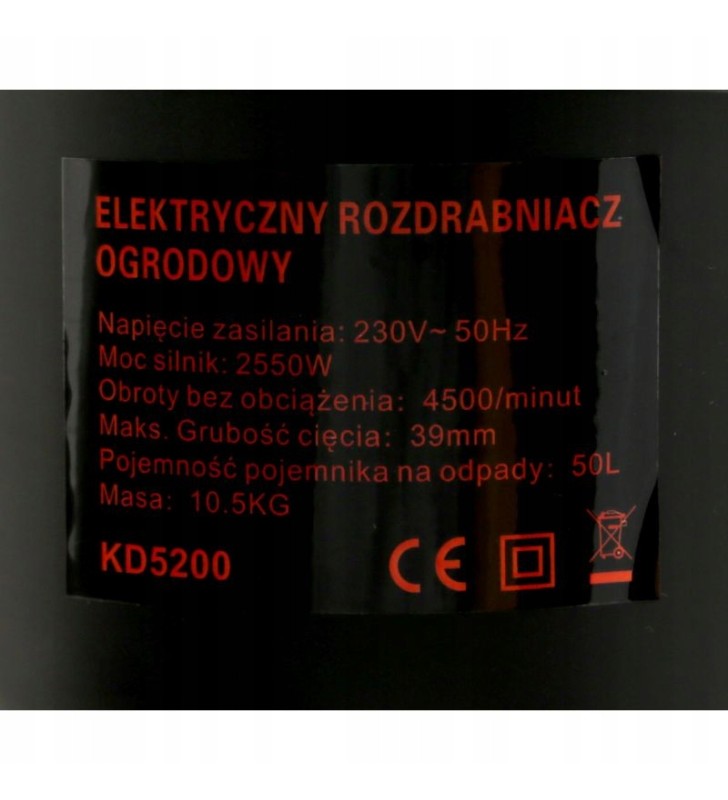 ELEKTRYCZNY ROZDRABNIACZ
OGRODOWY
Napięcie zasilania: 230V~ 50Hz
Moc silnik: 2550W
Obroty bez obciążenia: 4500/minut
Maks. Grubość cięcia: 39mm
Pojemność pojemnika na odpady: 50L
Masa: 10.5KG
KD5200 CE